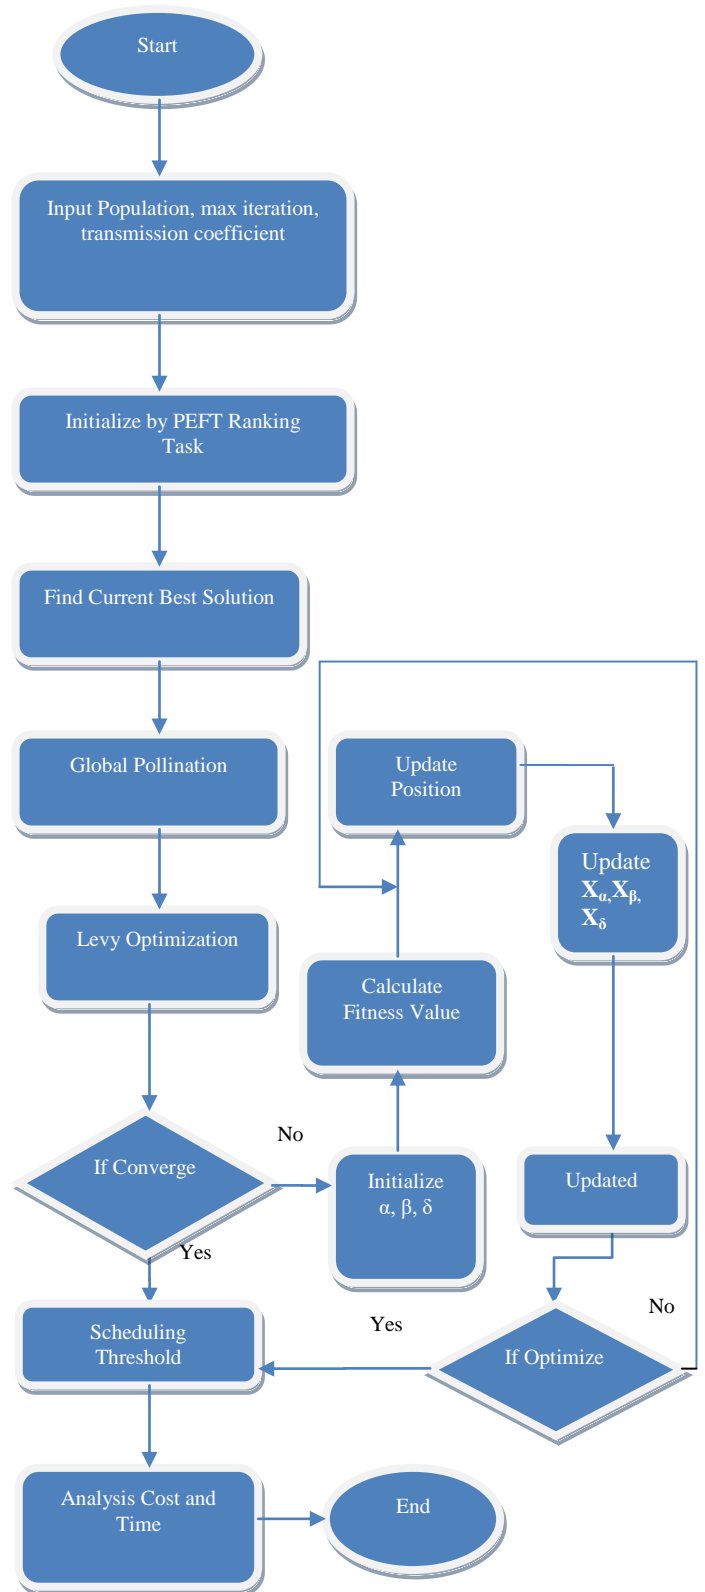 Start
Input Population, max iteration,
transmission coefficient
Initialize by PEFT Ranking
Task
Find Current Best Solution
Global Pollination
Levy Optimization
If Converge
No
Yes
Initialize
α, β, δ
Calculate
Fitness Value
Update
Position
Update
Xα,Xβ,
Xδ
Updated
If Optimize
No
Yes
Scheduling
Threshold
Analysis Cost and
Time
End